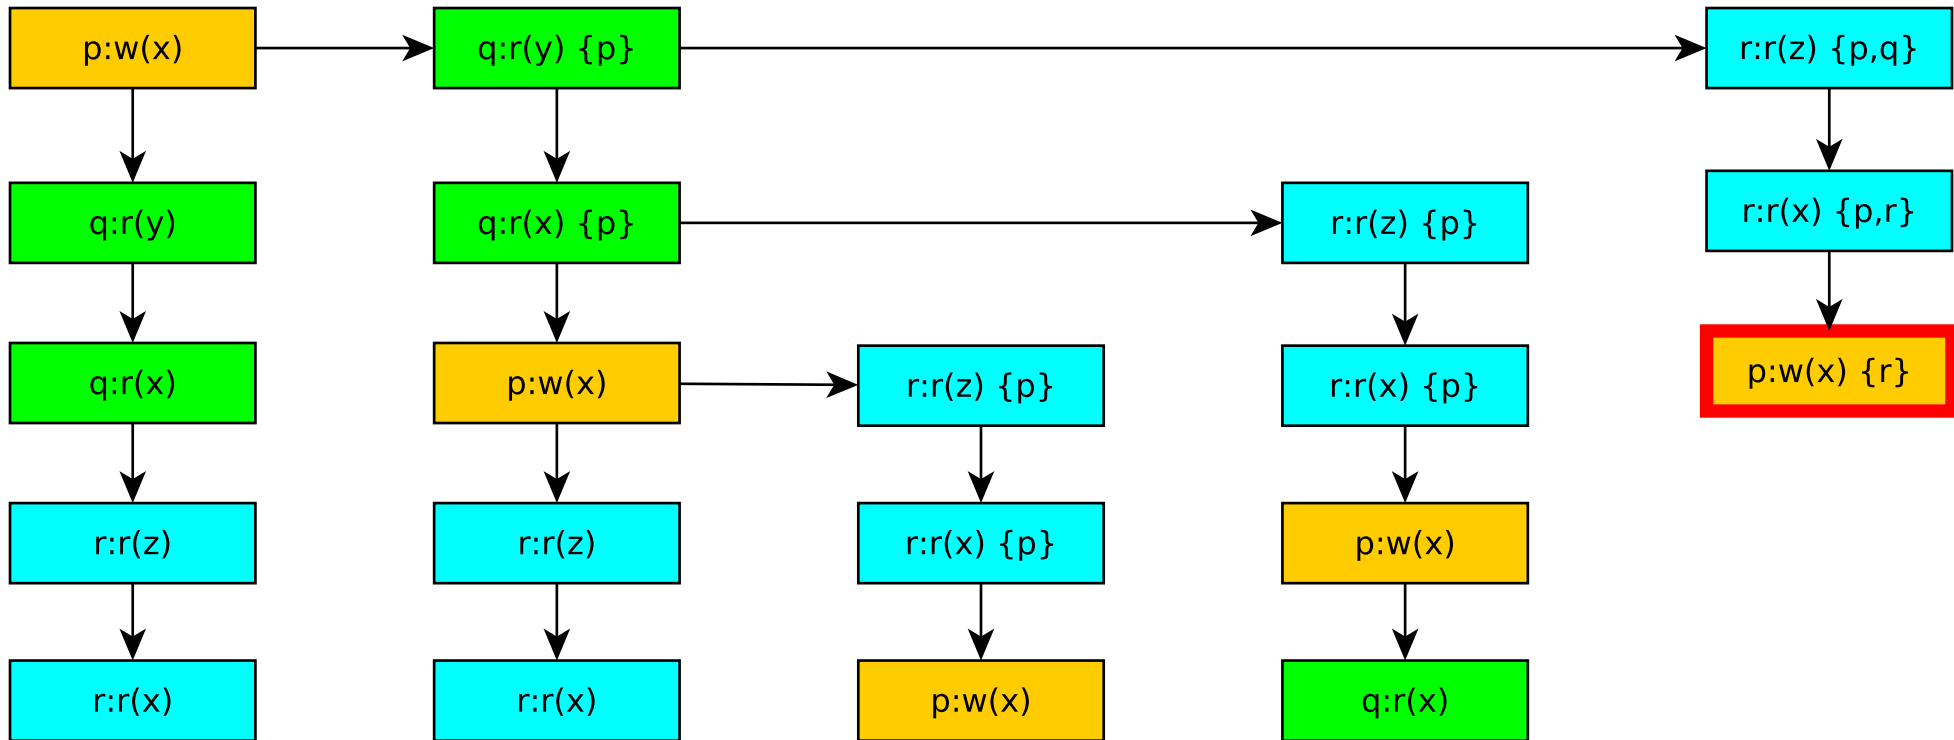 p:w(x)
q:r(y) {p}
r:r(z) {p,q}
q:r(y)
q:r(x) {p}
r:r(z) {p}
r:r(x) {p,r}
q:r(x)
p:w(x)
r:r(z) {p}
r:r(x) {p}
p:w(x) {r}
r:r(z)
r:r(z)
r:r(x) {p}
p:w(x)
r:r(x)
r:r(x)
p:w(x)
q:r(x)